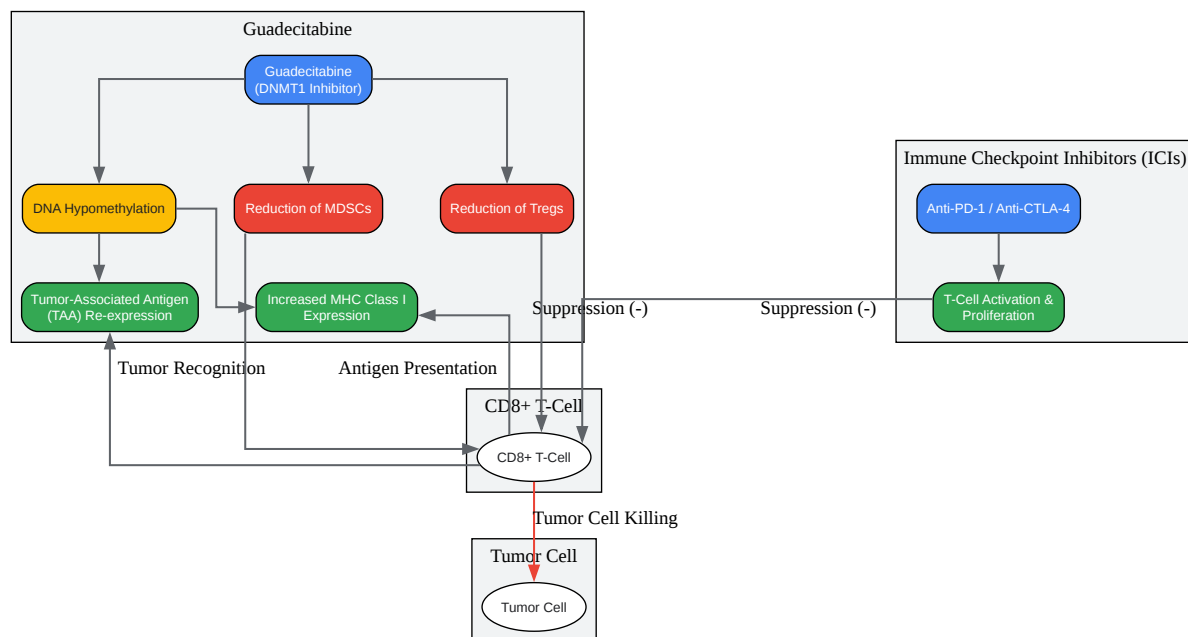 Guadecitabine
Guadecitabine
(DNMT1 Inhibitor)
Immune Checkpoint Inhibitors (ICIs)
DNA Hypomethylation
Reduction of MDSCs
Reduction of Tregs
Anti-PD-1 / Anti-CTLA-4
Tumor-Associated Antigen
(TAA) Re-expression
Increased MHC Class I
Expression
Suppression (-)
Suppression (-)
T-Cell Activation &
Proliferation
Tumor Recognition
Antigen Presentation
CD8+ T-Cell
CD8+ T-Cell
Tumor Cell Killing
Tumor Cell
Tumor Cell